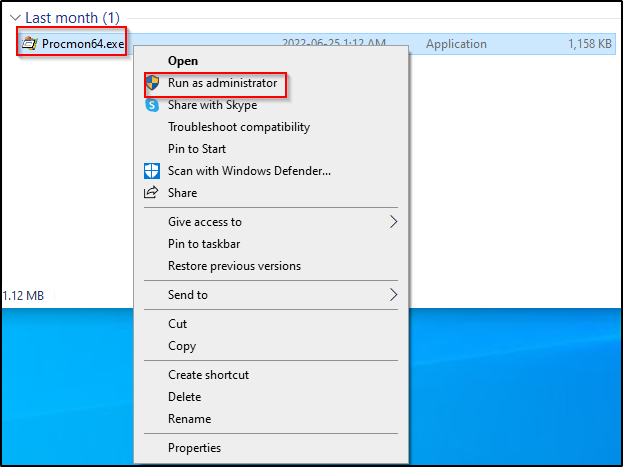 Last month (1)
Procmon64.exe 2022-06-25 1:12 AM Application 1,158 KB
Open
Run as administrator
Share with Skype
Troubleshoot compatibility
Pin to Start
Scan with Windows Defender...
Share
Give access to
Pin to taskbar
Restore previous versions
1.12 MB
Send to
Cut
Copy
Create shortcut
Delete
Rename
Properties